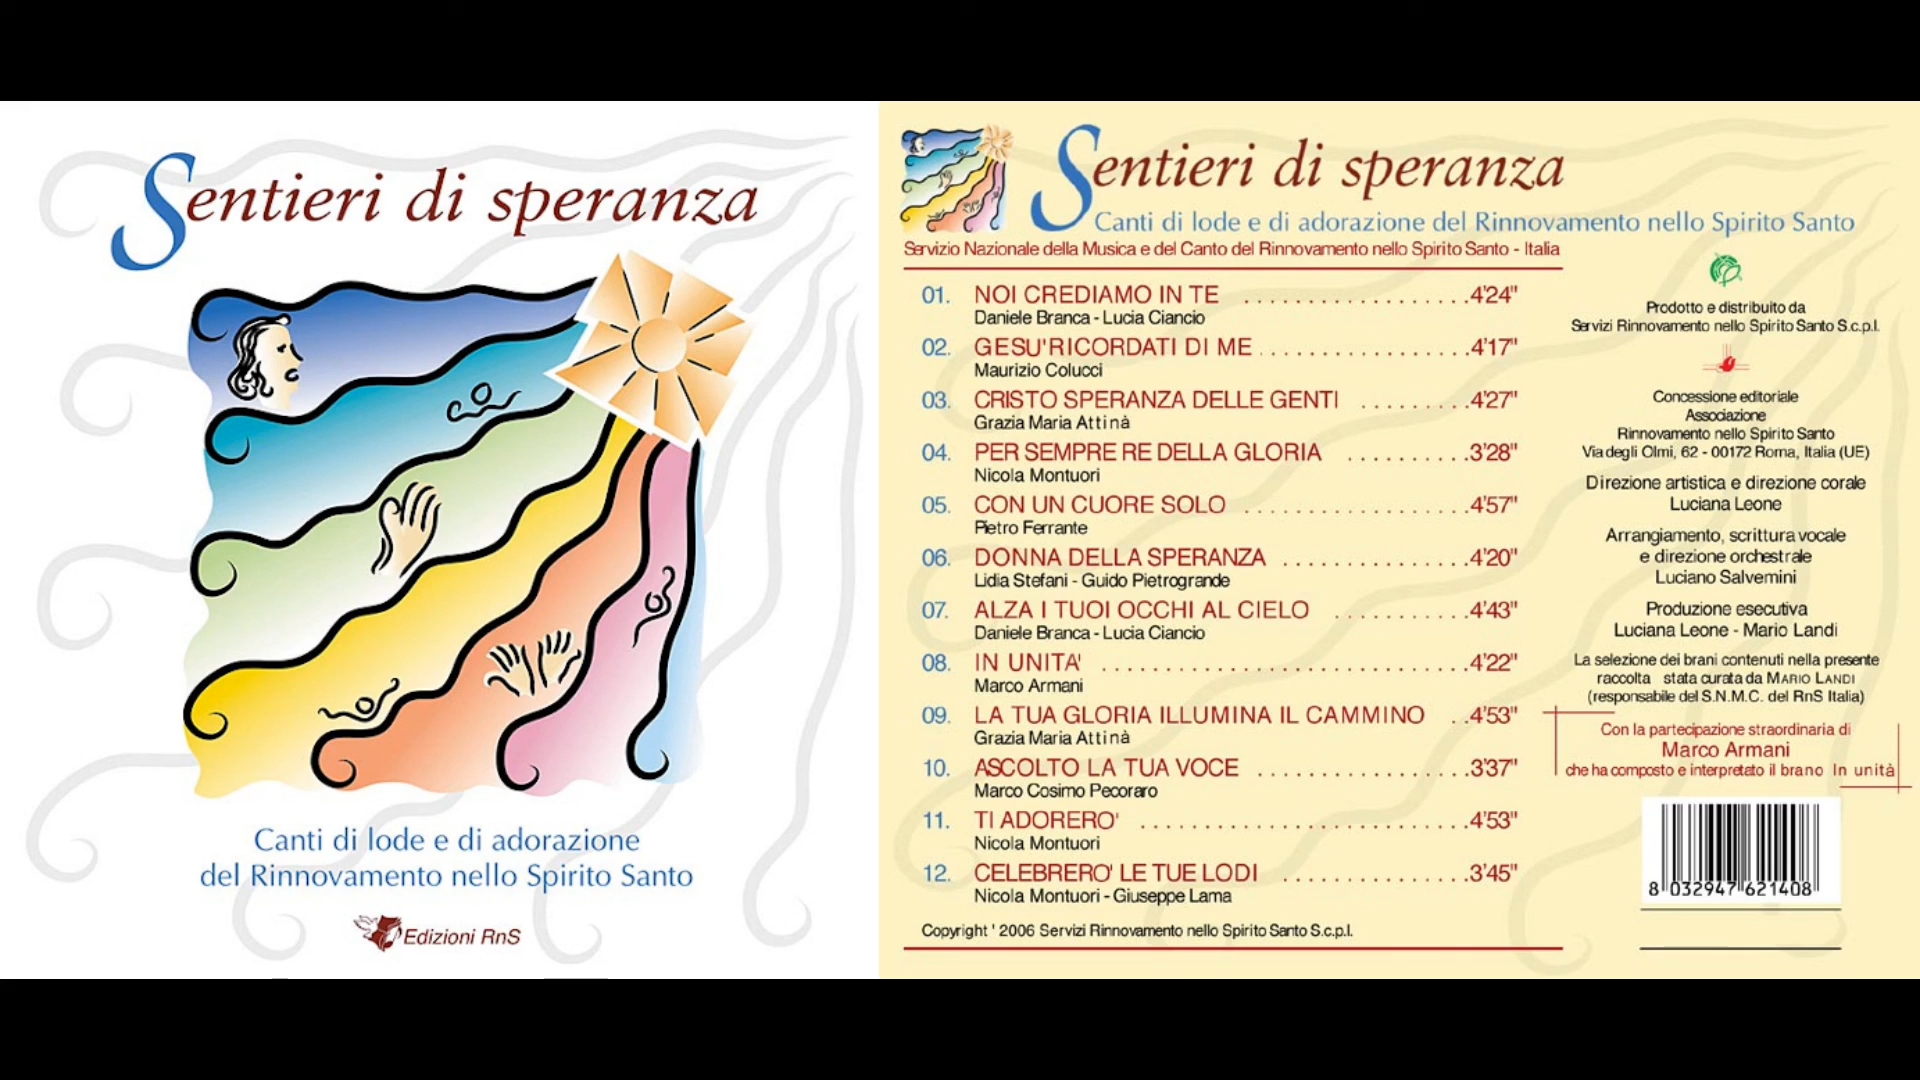 Sentieri di speranza
Canti di lode e di adorazione
del Rinnovamento nello Spirito Santo
Edizioni RnS
Sentieri di speranza
Canti di lode e di adorazione del Rinnovamento nello Spirito Santo
Servizio Nazionale della Musica e del Canto del Rinnovamento nello Spirito Santo - Italia
01. NOI CREDIAMO IN TE ..................4'24"
Daniele Branca - Lucia Ciancio
02. GESU' RICORDATI DI ME .................4'17"
Maurizio Colucci
03. CRISTO SPERANZA DELLE GENTI .........4'27"
Grazia Maria Attinà
04. PER SEMPRE RE DELLA GLORIA ..........3'28"
Nicola Montuori
05. CON UN CUORE SOLO ..................4'57"
Pietro Ferrante
06. DONNA DELLA SPERANZA ...............4'20"
Lidia Stefani - Guido Pietrogrande
07. ALZA I TUOI OCCHI AL CIELO ...........4'43"
Daniele Branca - Lucia Ciancio
08. IN UNITA' .............................4'22"
Marco Armani
09. LA TUA GLORIA ILLUMINA IL CAMMINO ..4'53"
Grazia Maria Attinà
10. ASCOLTO LA TUA VOCE .................3'37"
Marco Cosimo Pecoraro
11. TI ADORERO' ..........................4'53"
Nicola Montuori
12. CELEBRERO' LE TUE LODI ...............3'45"
Nicola Montuori - Giuseppe Lama
Copyright ' 2006 Servizi Rinnovamento nello Spirito Santo S.c.p.l.
Prodotto e distribuito da
Servizi Rinnovamento nello Spirito Santo S.c.p.l.
Concessione editoriale
Associazione
Rinnovamento nello Spirito Santo
Via degli Olmi, 62 - 00172 Roma, Italia (UE)
Direzione artistica e direzione corale
Luciana Leone
Arrangiamento, scrittura vocale
e direzione orchestrale
Luciano Salvemini
Produzione esecutiva
Luciana Leone - Mario Landi
La selezione dei brani contenuti nella presente
raccolta stata curata da MARIO LANDI
(responsabile del S.N.M.C. del RnS Italia)
Con la partecipazione straordinaria di
Marco Armani
che ha composto e interpretato il brano In unità
8 032947 621408